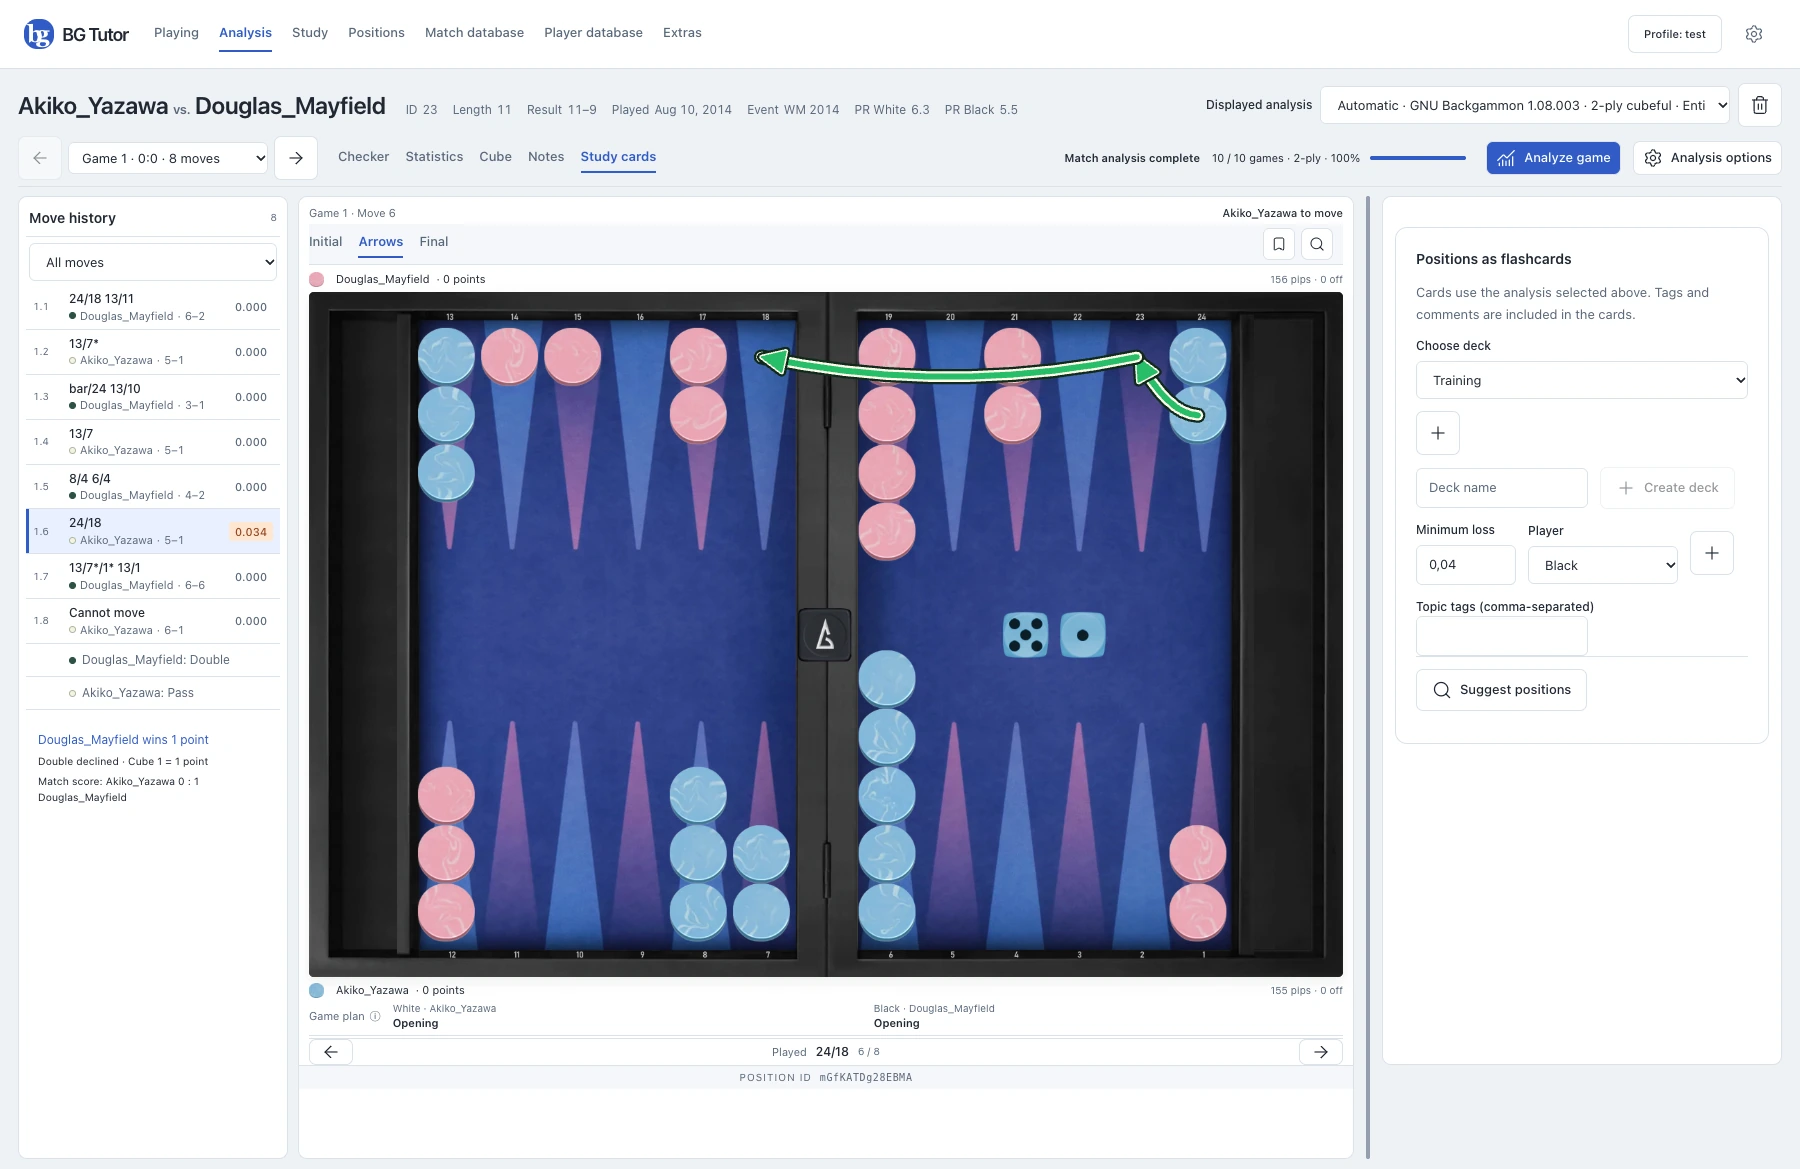 bg BG Tutor Playing Analysis Study Positions Match database Player database Extras Profile: test
Akiko_Yazawa vs. Douglas_Mayfield ID 23 Length 11 Result 11–9 Played Aug 10, 2014 Event WM 2014 PR White 6.3 PR Black 5.5 Displayed analysis Automatic · GNU Backgammon 1.08.003 · 2-ply cubeful · Enti
Game 1 · 0:0 · 8 moves Checker Statistics Cube Notes Study cards Match analysis complete 10 / 10 games · 2-ply · 100% Analyze game Analysis options
Move history 8
All moves
1.1 24/18 13/11 0.000
Douglas_Mayfield · 6–2
1.2 13/7* 0.000
Akiko_Yazawa · 5–1
1.3 bar/24 13/10 0.000
Douglas_Mayfield · 3–1
1.4 13/7 0.000
Akiko_Yazawa · 5–1
1.5 8/4 6/4 0.000
Douglas_Mayfield · 4–2
1.6 24/18 0.034
Akiko_Yazawa · 5–1
1.7 13/7*/1* 13/1 0.000
Douglas_Mayfield · 6–6
1.8 Cannot move 0.000
Akiko_Yazawa · 6–1
Douglas_Mayfield: Double
Akiko_Yazawa: Pass
Douglas_Mayfield wins 1 point
Double declined · Cube 1 = 1 point
Match score: Akiko_Yazawa 0 : 1
Douglas_Mayfield
Game 1 · Move 6 Akiko_Yazawa to move
Initial Arrows Final
Douglas_Mayfield · 0 points 156 pips · 0 off
13 14 15 16 17 18 19 20 21 22 23 24
12 11 10 9 8 7 6 5 4 3 2 1
Akiko_Yazawa · 0 points 155 pips · 0 off
Game plan White · Akiko_Yazawa Black · Douglas_Mayfield
Opening Opening
Played 24/18 6 / 8
POSITION ID mGfKATDg28EBMA
Positions as flashcards
Cards use the analysis selected above. Tags and
comments are included in the cards.
Choose deck
Training
Deck name Create deck
Minimum loss Player
0,04 Black
Topic tags (comma-separated)
Suggest positions